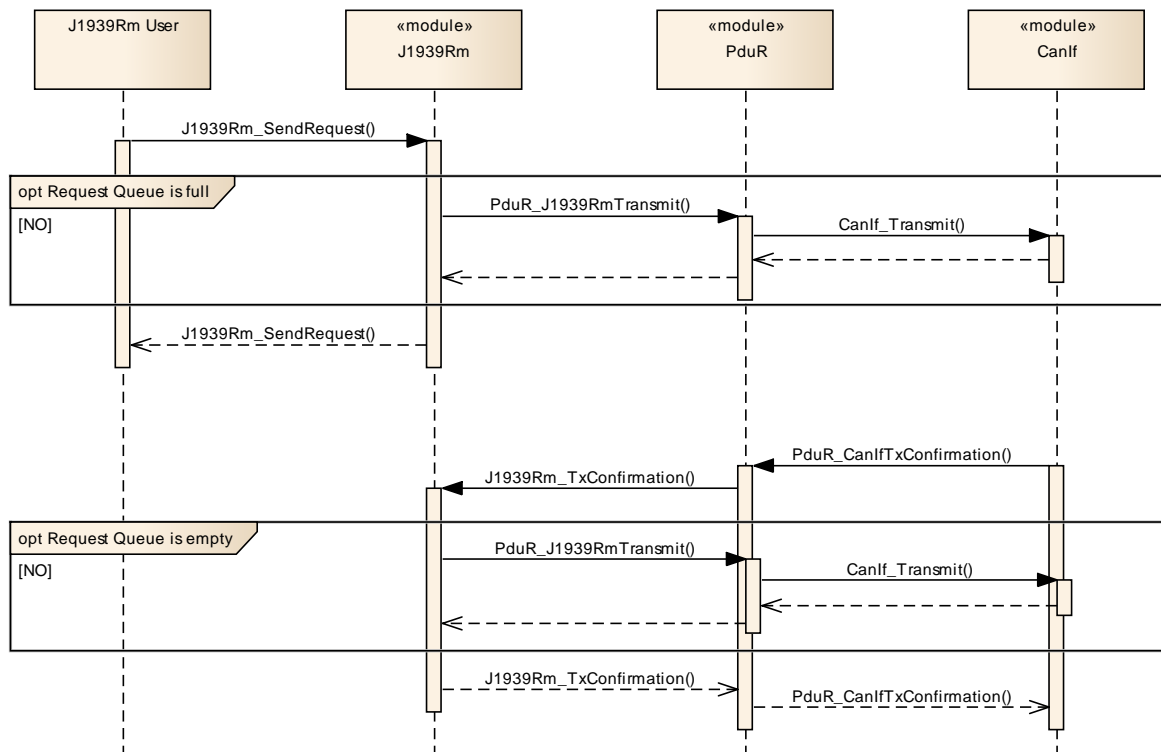 J1939Rm User
«module»
J1939Rm
«module»
PduR
«module»
CanIf
J1939Rm_SendRequest()
opt Request Queue is full
[NO]
PduR_J1939RmTransmit()
CanIf_Transmit()
J1939Rm_SendRequest()
PduR_CanIfTxConfirmation()
J1939Rm_TxConfirmation()
opt Request Queue is empty
[NO]
PduR_J1939RmTransmit()
CanIf_Transmit()
J1939Rm_TxConfirmation()
PduR_CanIfTxConfirmation()